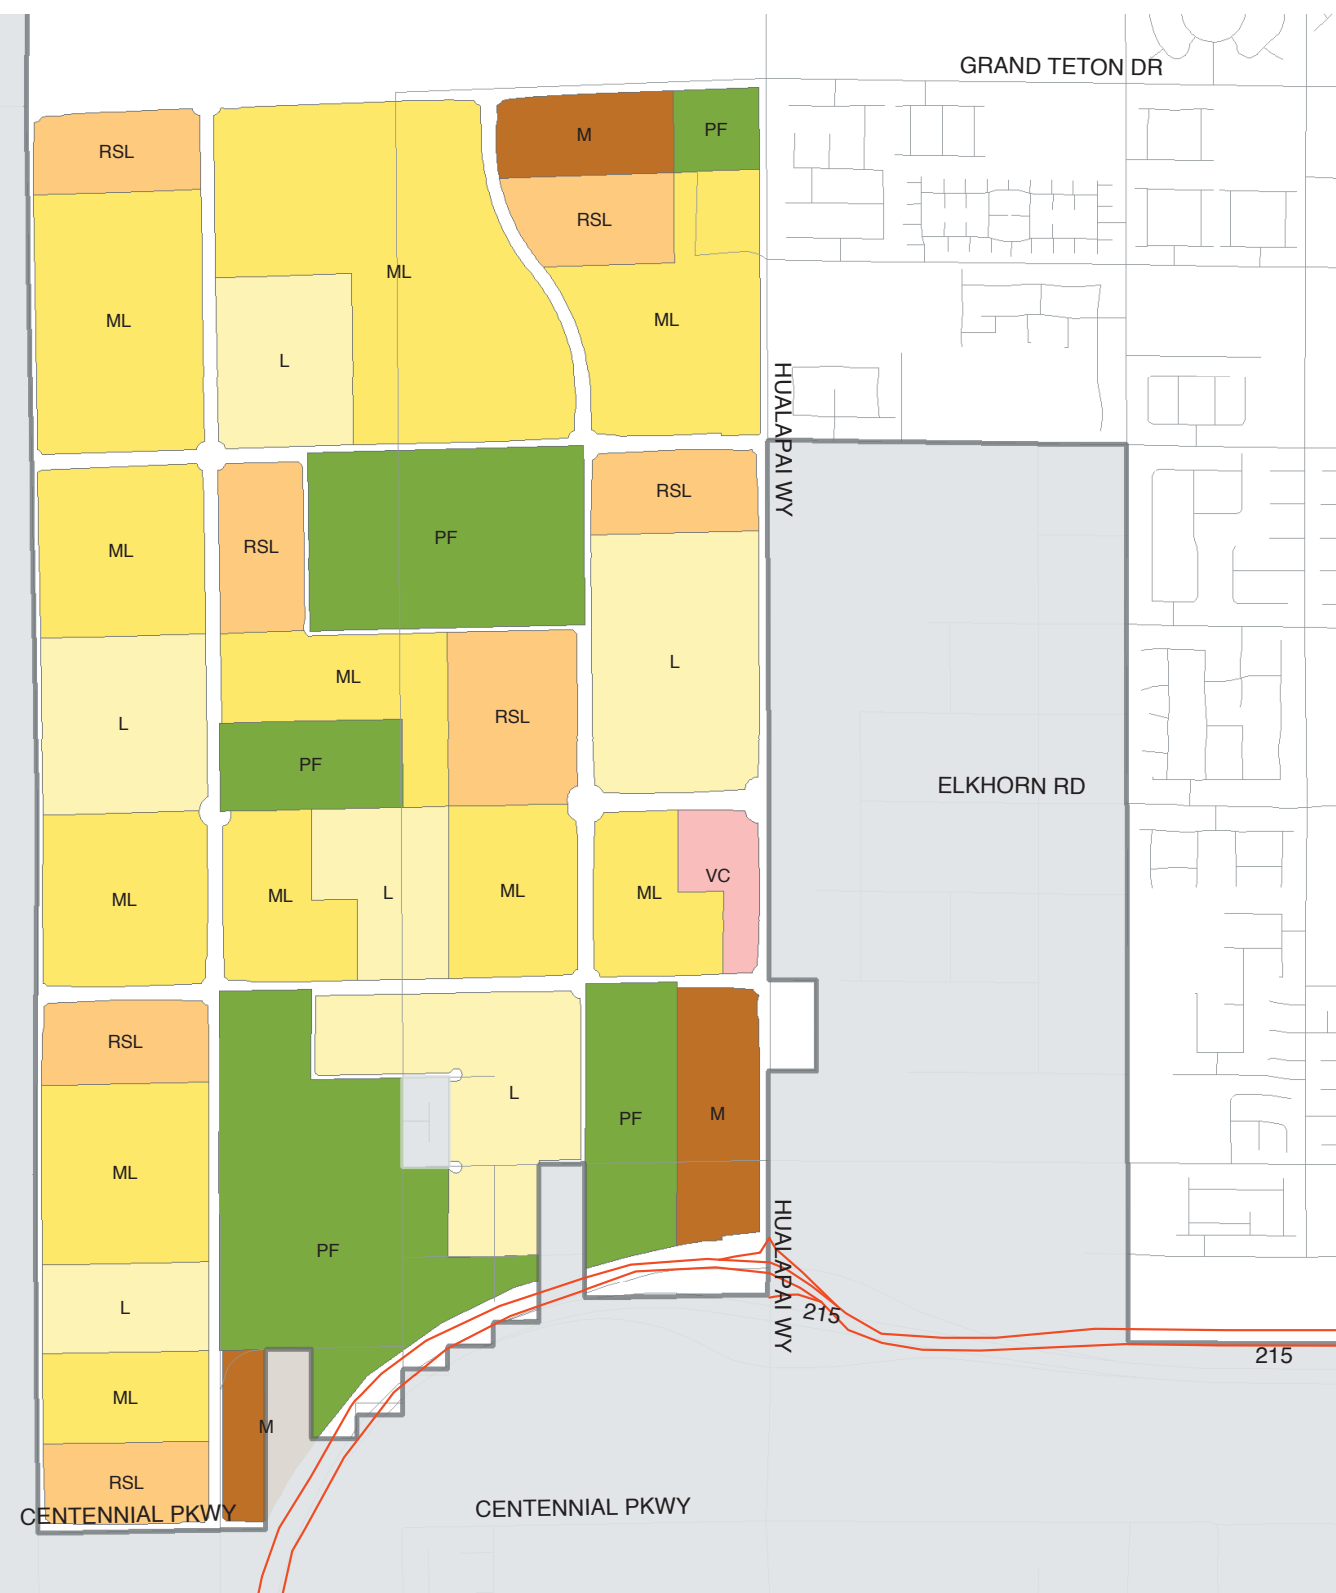 GRAND TETON DR
M
PF
RSL
RSL
ML
ML
ML
L
HUALAPAI WY
RSL
PF
RSL
ML
L
ML
RSL
L
PF
ELKHORN RD
VC
ML
ML
L
ML
ML
RSL
L
PF
M
ML
HUALAPAI WY
PF
L
215
215
ML
M
RSL
CENTENNIAL PKWY
CENTENNIAL PKWY